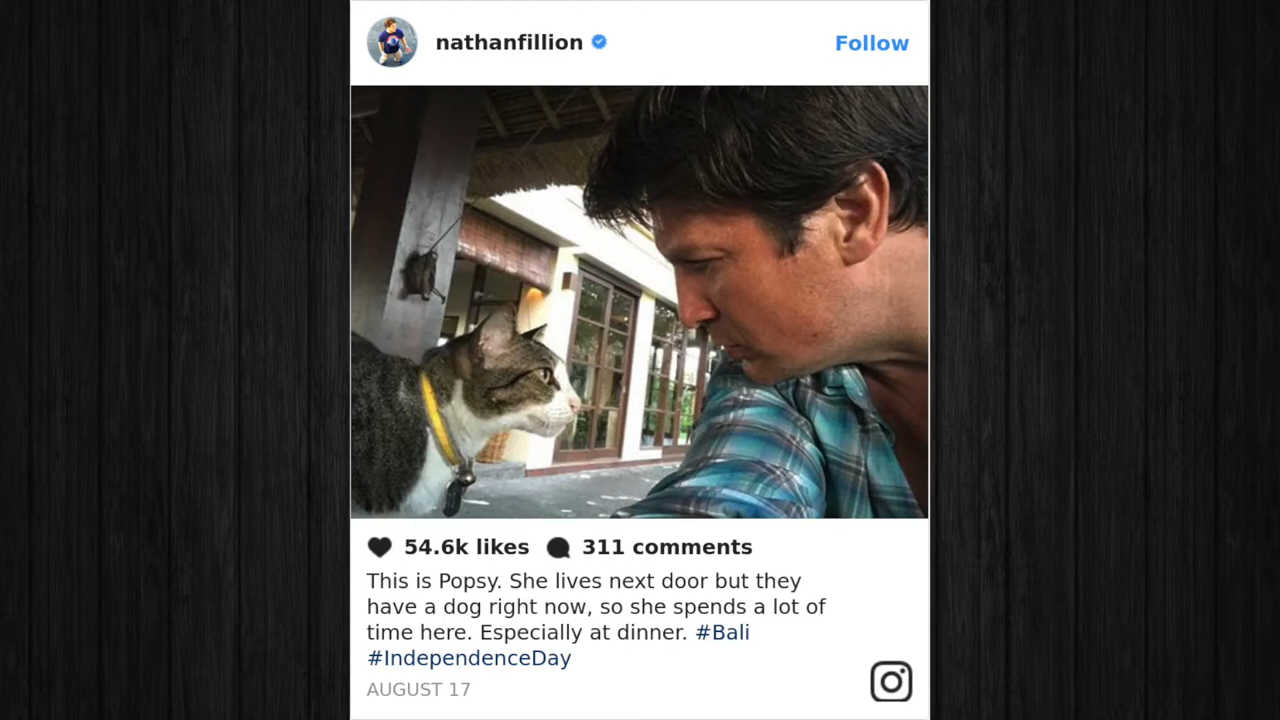 nathanfillion
Follow
54.6k likes 311 comments
This is Popsy. She lives next door but they
have a dog right now, so she spends a lot of
time here. Especially at dinner. #Bali
#IndependenceDay
AUGUST 17